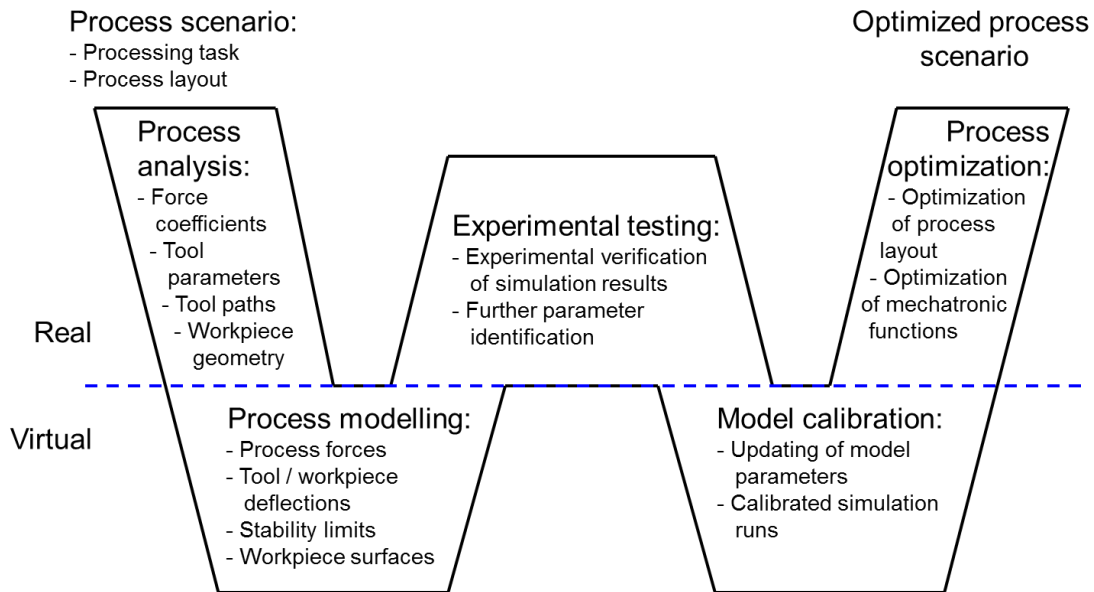 Process scenario:
- Processing task
- Process layout
Optimized process
scenario
Process
analysis:
- Force
coefficients
- Tool
parameters
- Tool paths
- Workpiece
geometry
Experimental testing:
- Experimental verification
of simulation results
- Further parameter
identification
Process
optimization:
- Optimization
of process
layout
- Optimization
of mechatronic
functions
Real
Virtual
Process modelling:
- Process forces
- Tool / workpiece
deflections
- Stability limits
- Workpiece surfaces
Model calibration:
- Updating of model
parameters
- Calibrated simulation
runs